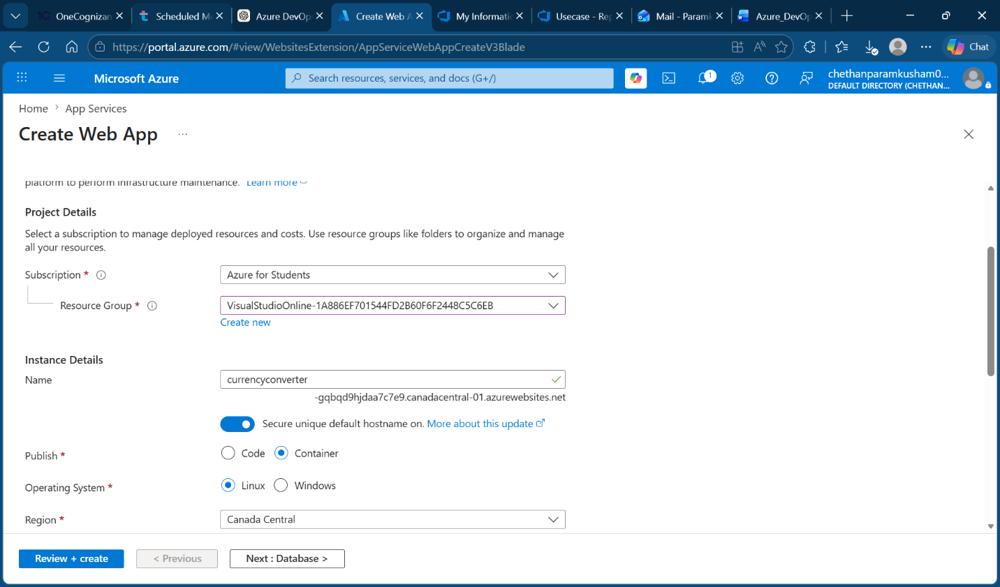 OneCognizan
Scheduled M
Azure DevOp
Create Web A
My Informati
Usecase - Rep
Mail - Paramk
Azure_DevOp
https://portal.azure.com/#view/WebsitesExtension/AppServiceWebAppCreateV3Blade
Chat
Microsoft Azure
Search resources, services, and docs (G+/)
1
chethanparamkusham0...
DEFAULT DIRECTORY (CHETHAN...
Home > App Services
Create Web App ...
platform to perform infrastructure maintenance. Learn more
Project Details
Select a subscription to manage deployed resources and costs. Use resource groups like folders to organize and manage
all your resources.
Subscription * Azure for Students
Resource Group * VisualStudioOnline-1A886EF701544FD2B60F6F2448C5C6EB
Create new
Instance Details
Name currencyconverter
-gqbqd9hjdaa7c7e9.canadacentral-01.azurewebsites.net
Secure unique default hostname on. More about this update
Publish * Code Container
Operating System * Linux Windows
Region * Canada Central
Review + create < Previous Next : Database >